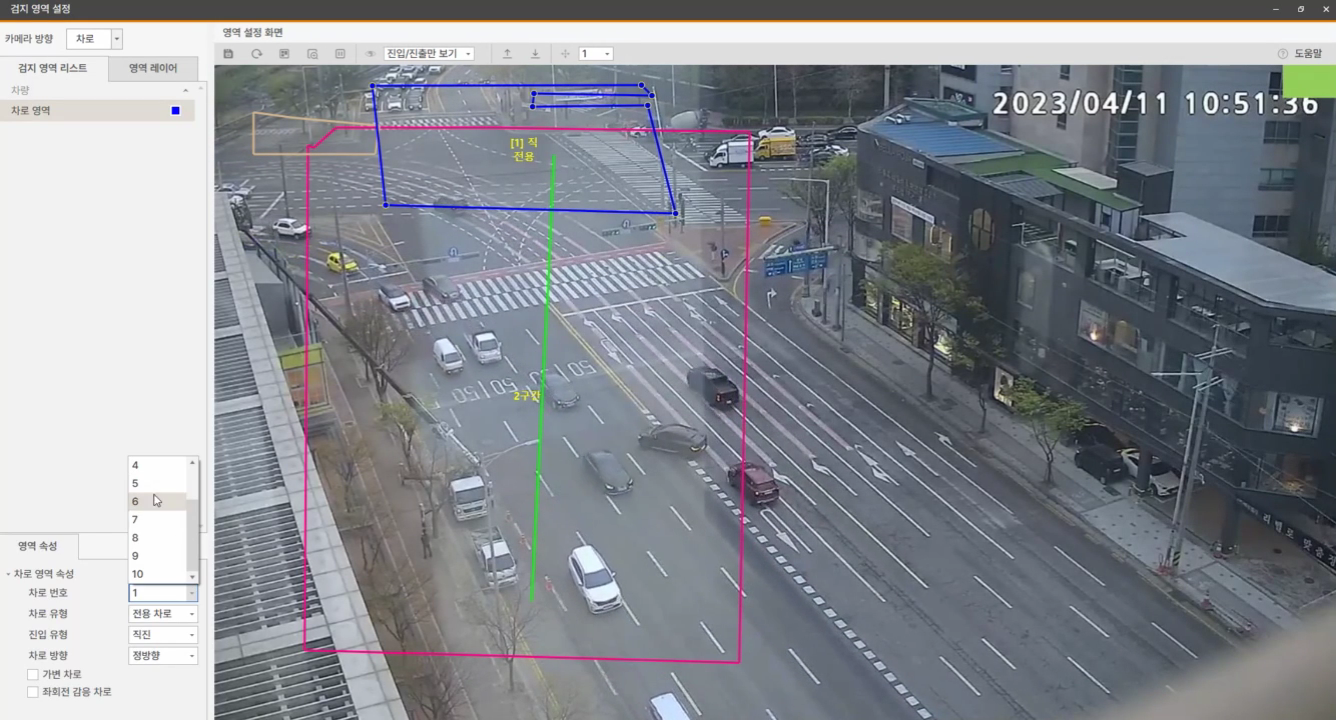 검지 영역 설정
카메라 방향
차로
영역 설정 화면
검지 영역 리스트
영역 레이어
진입/진출만 보기
1
도움말
차량
차로 영역
2023/04/11 10:51:36
[1] 직
전용
50
50
50
2구간
4
5
6
7
8
9
10
영역 속성
차로 영역 속성
차로 번호
1
차로 유형
전용 차로
진입 유형
직진
차로 방향
정방향
가변 차로
좌회전 감응 차로